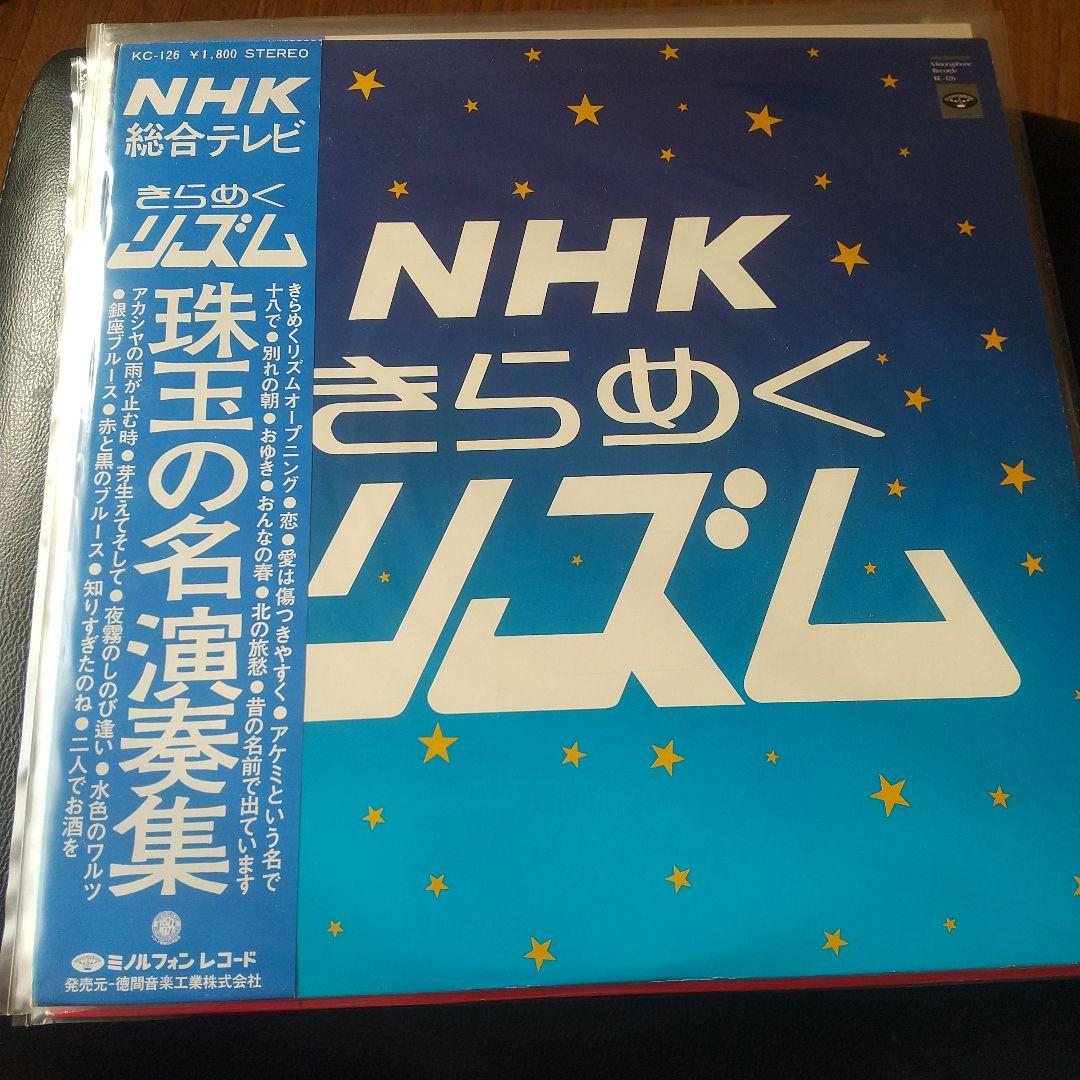 KC-126 ¥1,800 STEREO
NHK
総合テレビ
きらめく
リズム
珠玉の名演奏集
きらめくリズムオープニング●恋●愛は傷つきやすく●アケミという名で
十八で●別れの朝●おゆき●おんなの春●北の旅愁●昔の名前で出ています
アカシヤの雨が止む時●芽生えてそして●夜霧のしのび逢い●水色のワルツ
●銀座ブルース●赤と黒のブルース●知りすぎたのね●二人でお酒を
ミノルフォン レコード
発売元-徳間音楽工業株式会社
Minoruphone
Records
KC-126
NHK
きらめく
リズム